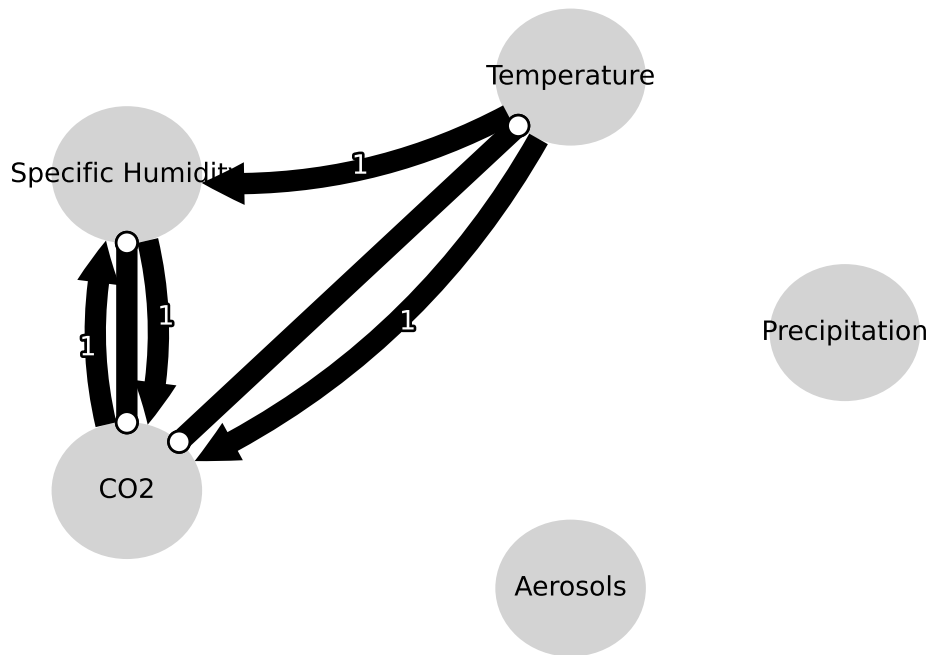 Temperature
1
Specific Humidity
1
1
1
Precipitation
CO2
Aerosols